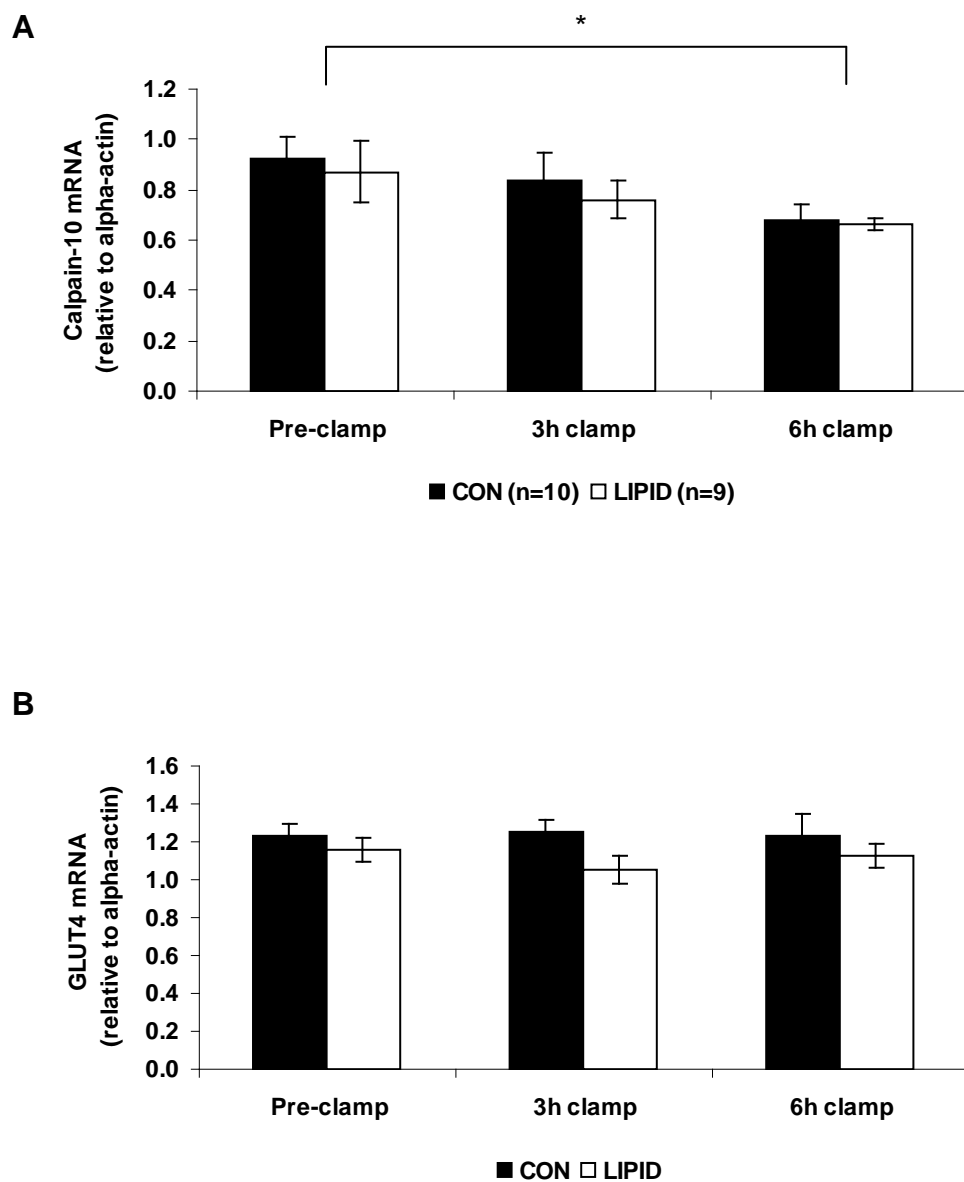 A
*
Calpain-10 mRNA
(relative to alpha-actin)
1.2
1.0
0.8
0.6
0.4
0.2
0.0
Pre-clamp 3h clamp 6h clamp
CON (n=10) LIPID (n=9)
B
GLUT4 mRNA
(relative to alpha-actin)
1.6
1.4
1.2
1.0
0.8
0.6
0.4
0.2
0.0
Pre-clamp 3h clamp 6h clamp
CON LIPID